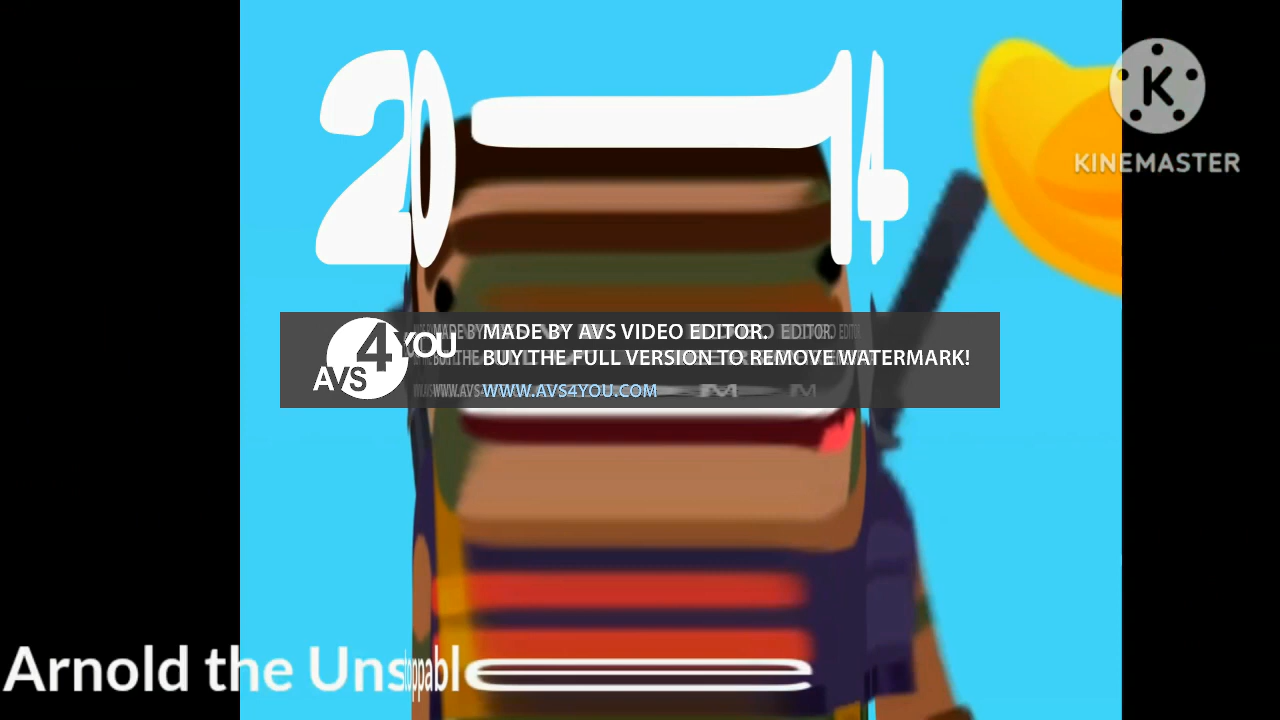 2014
K
KINEMASTER
AVS4YOU
MADE BY AVS VIDEO EDITOR.
BUY THE FULL VERSION TO REMOVE WATERMARK!
WWW.AVS4YOU.COM
Arnold the Unstoppable